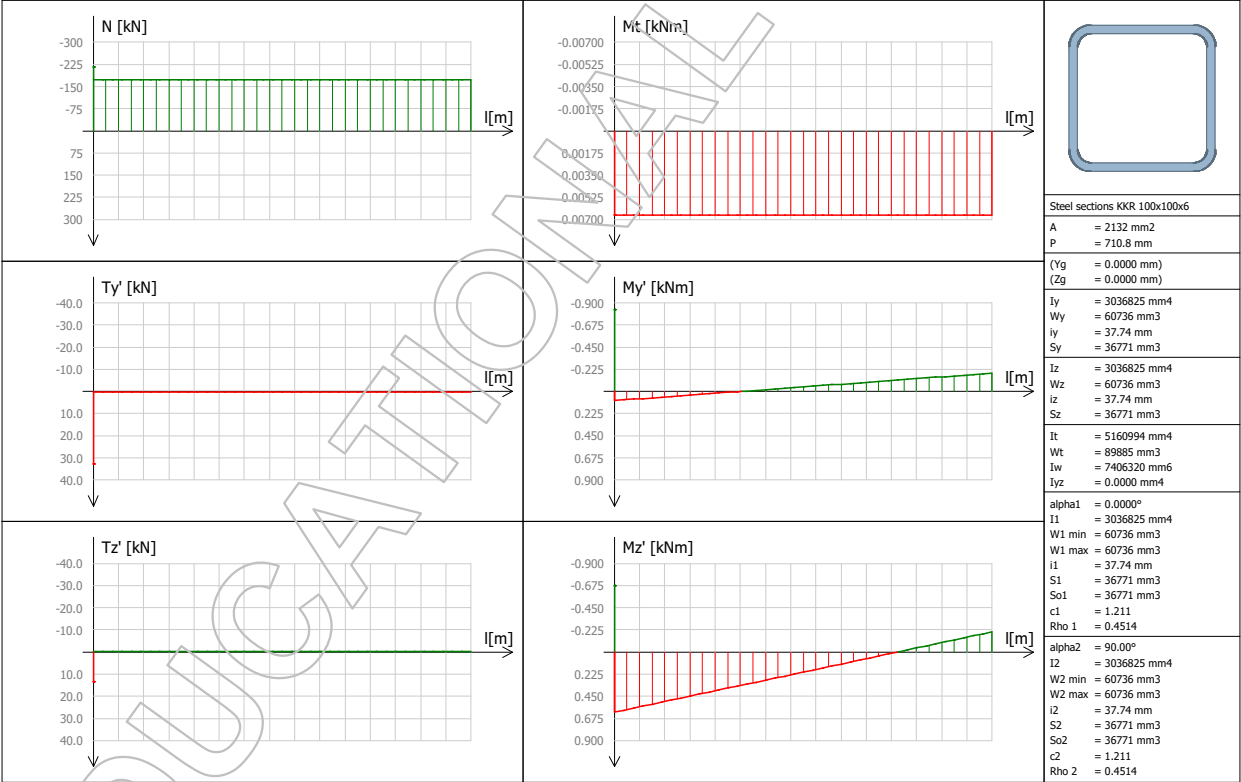 N [kN]
-300
-225
-150
-75
l[m]
75
150
225
300
Mt [kNm]
-0.00700
-0.00525
-0.00350
-0.00175
l[m]
0.00175
0.00350
0.00525
0.00700
Ty' [kN]
-40.0
-30.0
-20.0
-10.0
l[m]
10.0
20.0
30.0
40.0
My' [kNm]
-0.900
-0.675
-0.450
-0.225
l[m]
0.225
0.450
0.675
0.900
Tz' [kN]
-40.0
-30.0
-20.0
-10.0
l[m]
10.0
20.0
30.0
40.0
Mz' [kNm]
-0.900
-0.675
-0.450
-0.225
l[m]
0.225
0.450
0.675
0.900
Steel sections KKR 100x100x6
A = 2132 mm2
P = 710.8 mm
(Yg = 0.0000 mm)
(Zg = 0.0000 mm)
Iy = 3036825 mm4
Wy = 60736 mm3
iy = 37.74 mm
Sy = 36771 mm3
Iz = 3036825 mm4
Wz = 60736 mm3
iz = 37.74 mm
Sz = 36771 mm3
It = 5160994 mm4
Wt = 89885 mm3
Iw = 7406320 mm6
Iyz = 0.0000 mm4
alpha1 = 0.0000°
I1 = 3036825 mm4
W1 min = 60736 mm3
W1 max = 60736 mm3
i1 = 37.74 mm
S1 = 36771 mm3
So1 = 36771 mm3
c1 = 1.211
Rho 1 = 0.4514
alpha2 = 90.00°
I2 = 3036825 mm4
W2 min = 60736 mm3
W2 max = 60736 mm3
i2 = 37.74 mm
S2 = 36771 mm3
So2 = 36771 mm3
c2 = 1.211
Rho 2 = 0.4514
DUCATIONAL